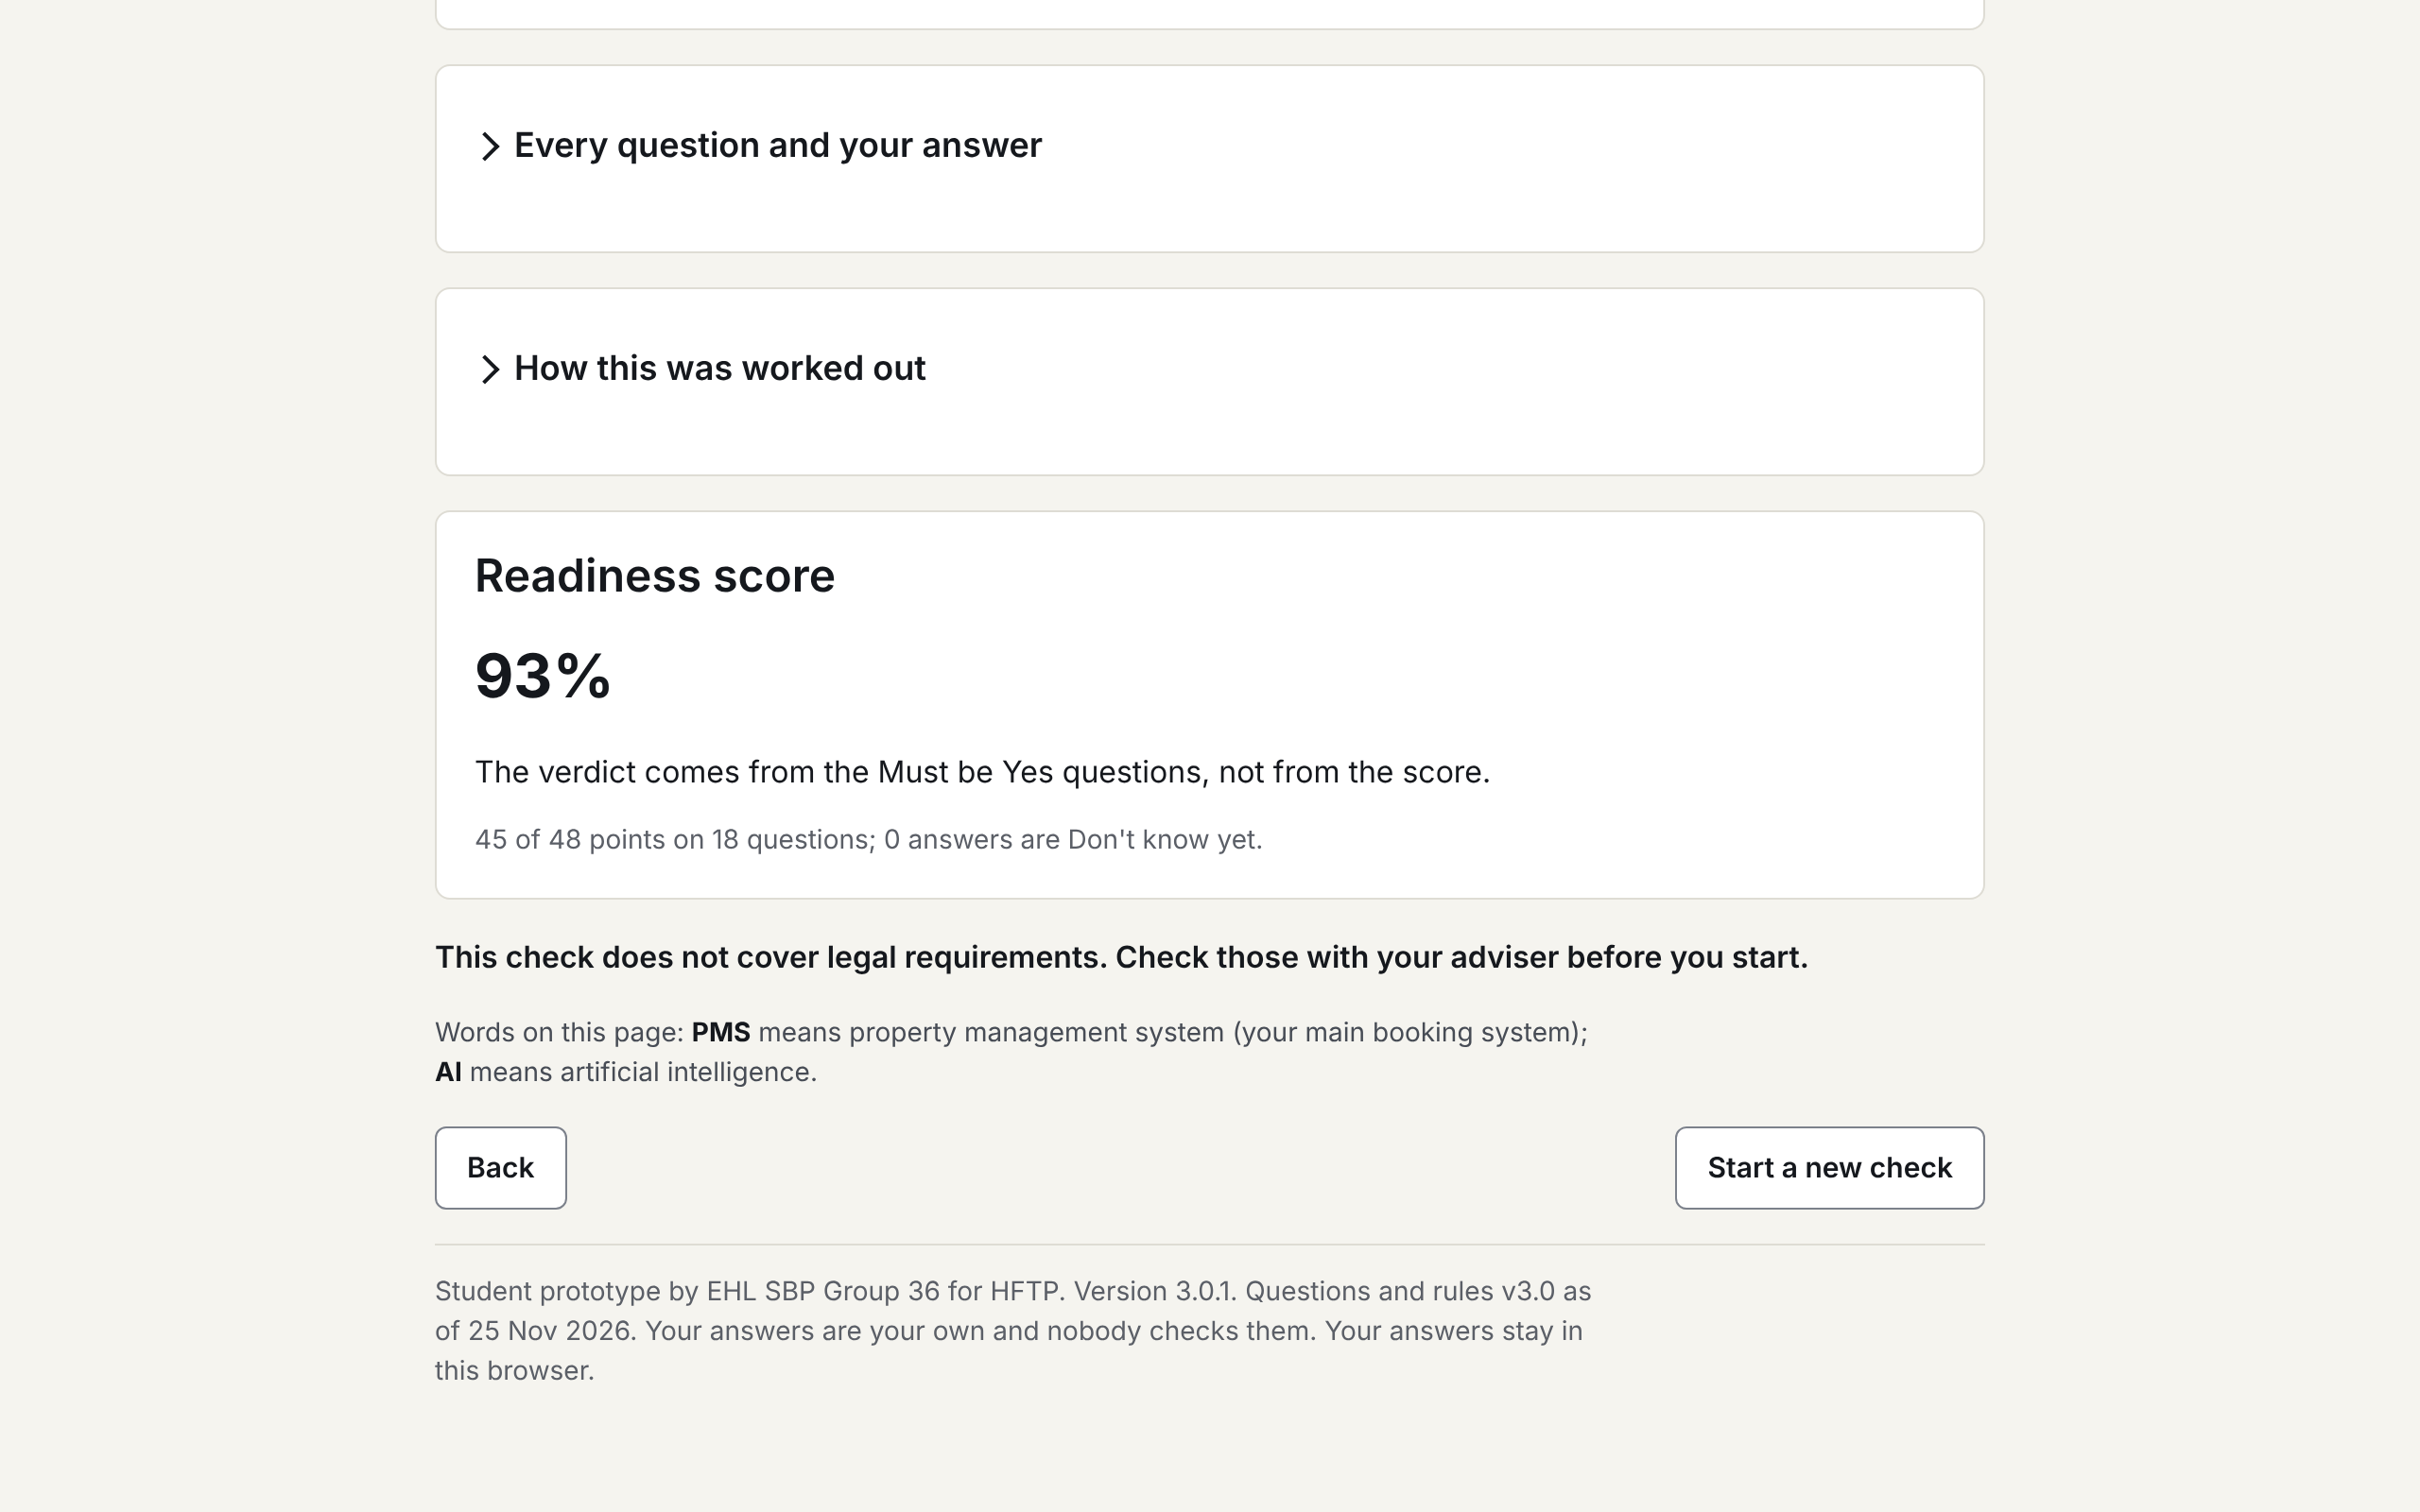 Every question and your answer
How this was worked out
Readiness score
93%
The verdict comes from the Must be Yes questions, not from the score.
45 of 48 points on 18 questions; 0 answers are Don't know yet.
This check does not cover legal requirements. Check those with your adviser before you start.
Words on this page: PMS means property management system (your main booking system);
AI means artificial intelligence.
Back
Start a new check
Student prototype by EHL SBP Group 36 for HFTP. Version 3.0.1. Questions and rules v3.0 as
of 25 Nov 2026. Your answers are your own and nobody checks them. Your answers stay in
this browser.